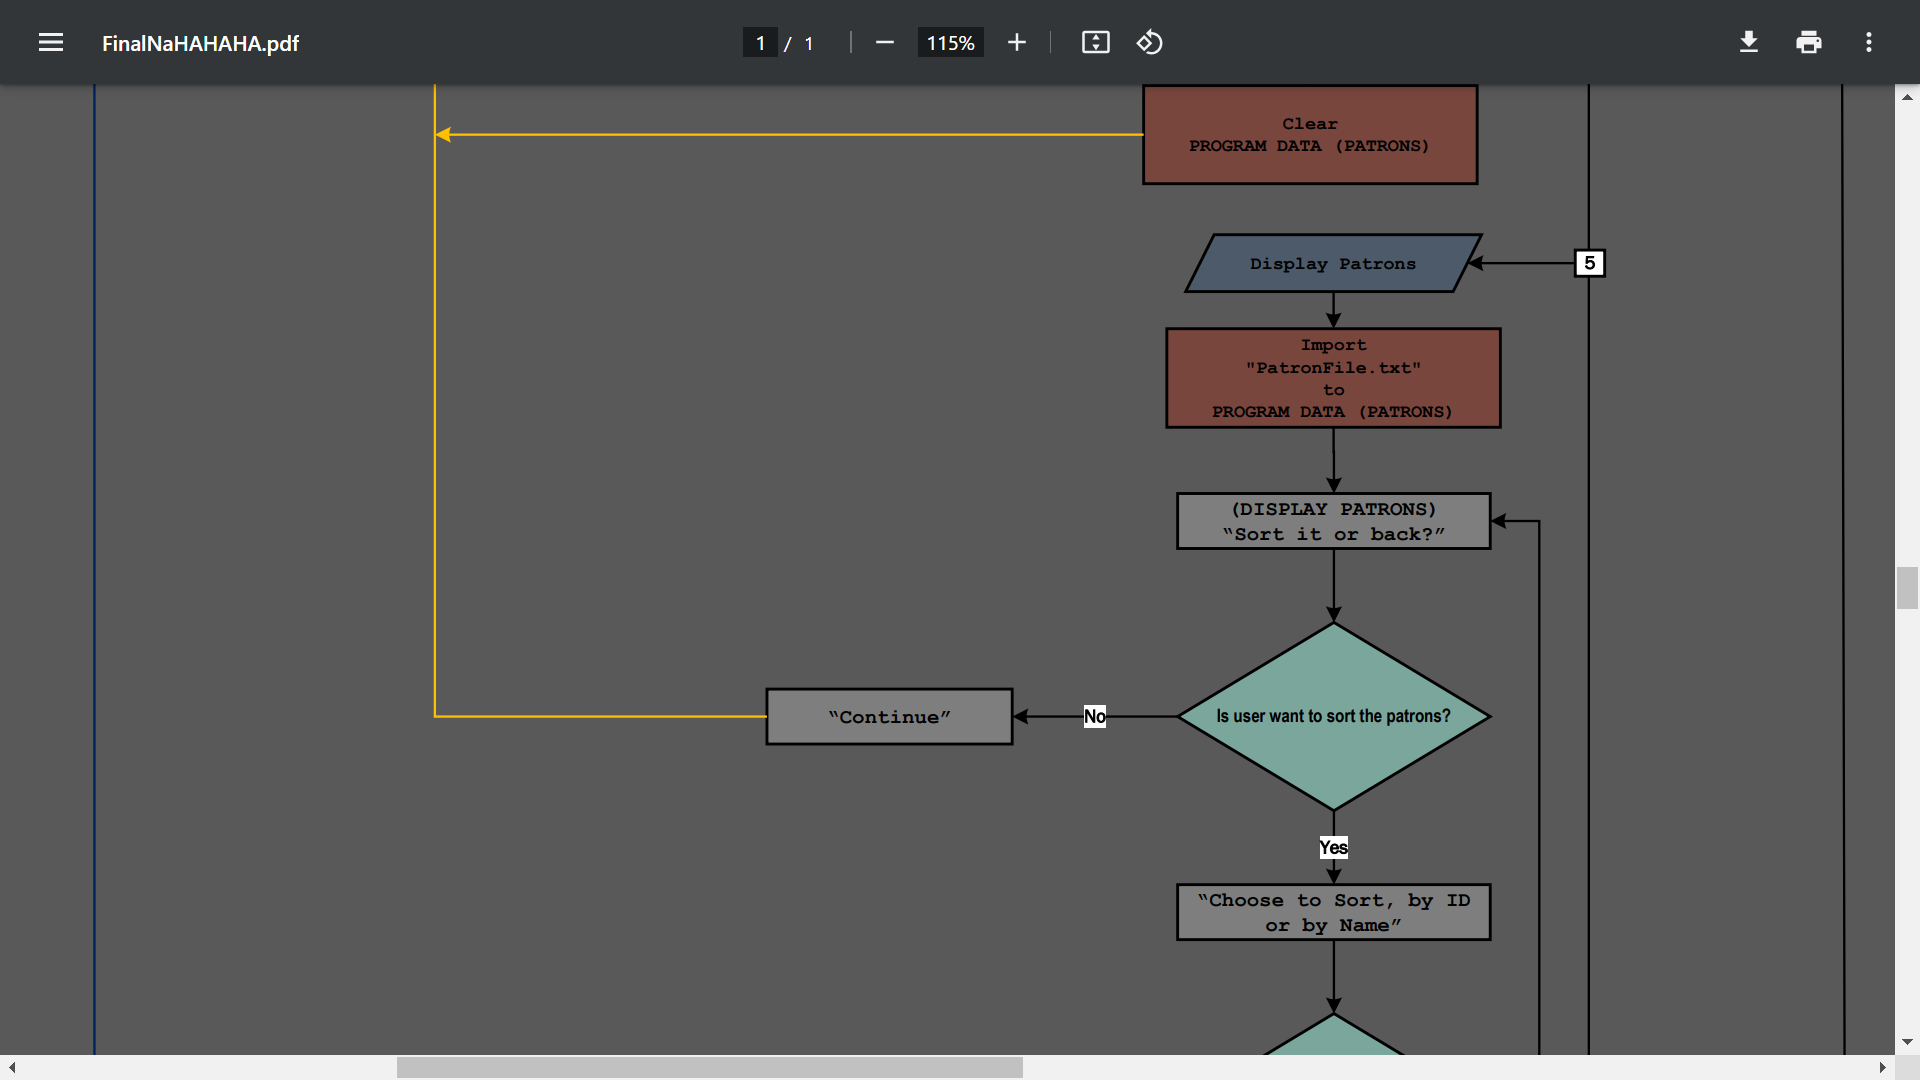 FinalNaHAHAHA.pdf
1 / 1
115%
Clear
PROGRAM DATA (PATRONS)
Display Patrons
5
Import
"PatronFile.txt"
to
PROGRAM DATA (PATRONS)
(DISPLAY PATRONS)
“Sort it or back?”
Is user want to sort the patrons?
No
“Continue”
Yes
“Choose to Sort, by ID
or by Name”